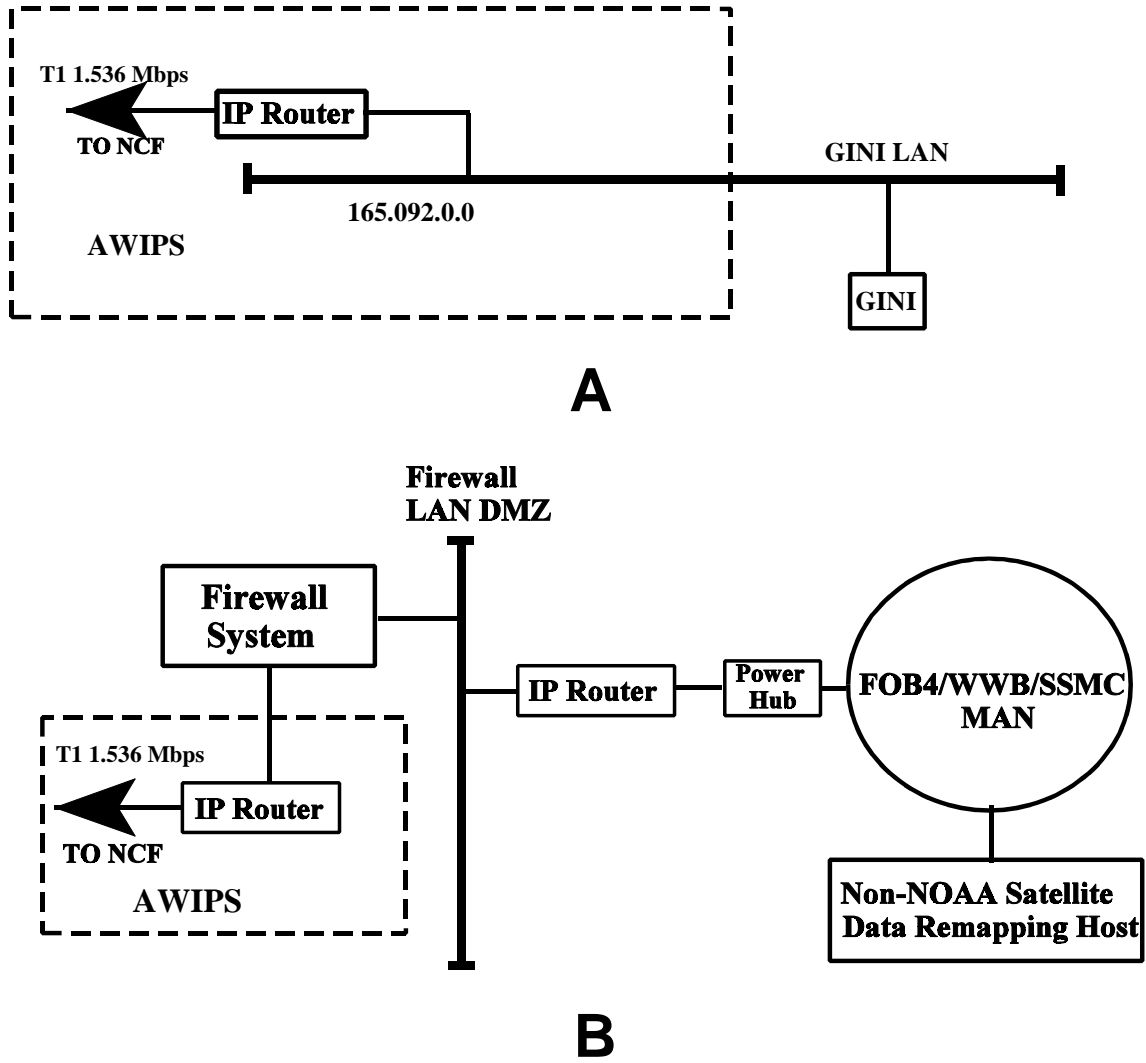 T1 1.536 Mbps
IP Router
TO NCF
GINI LAN
165.092.0.0
AWIPS
GINI
A
Firewall
LAN DMZ
Firewall
System
IP Router
Power
Hub
FOB4/WWB/SSMC
MAN
T1 1.536 Mbps
IP Router
TO NCF
AWIPS
Non-NOAA Satellite
Data Remapping Host
B